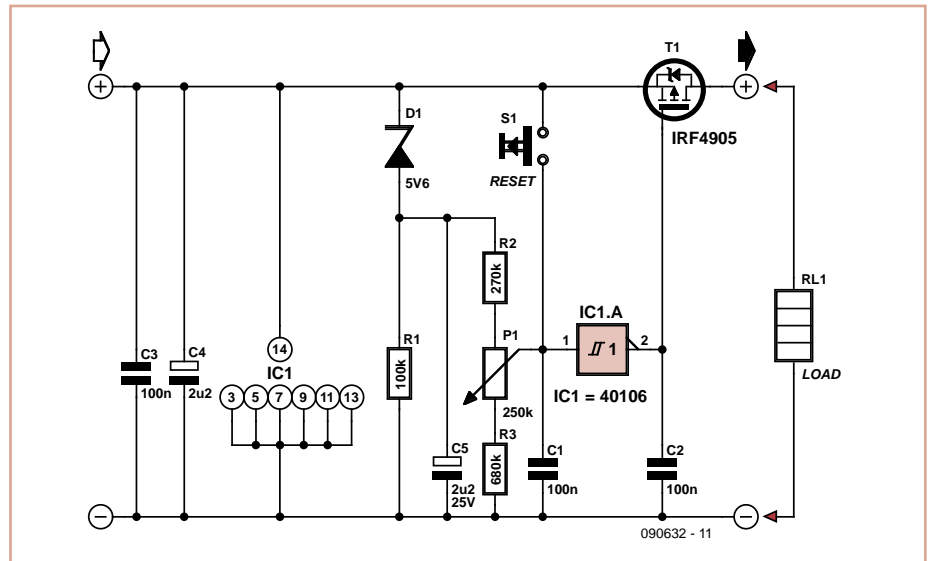 T1
+
+
D1
S1
IRF4905
5V6
RESET
R2
270k
RL1
IC1.A
14
R1
P1
1
1
2
C3
C4
IC1
100k
LOAD
100n
2u2
3 5 7 9 11 13
250k
IC1 = 40106
R3
C5
680k
C1
C2
2u2
25V
100n
100n
–
–
090632 - 11